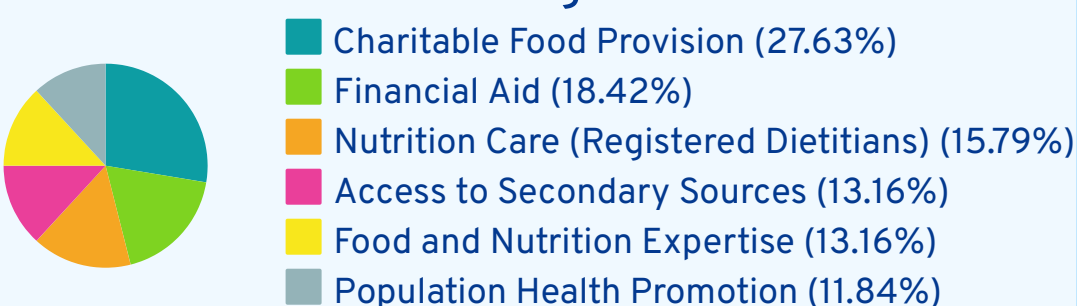 Charitable Food Provision (27.63%)
Financial Aid (18.42%)
Nutrition Care (Registered Dietitians) (15.79%)
Access to Secondary Sources (13.16%)
Food and Nutrition Expertise (13.16%)
Population Health Promotion (11.84%)